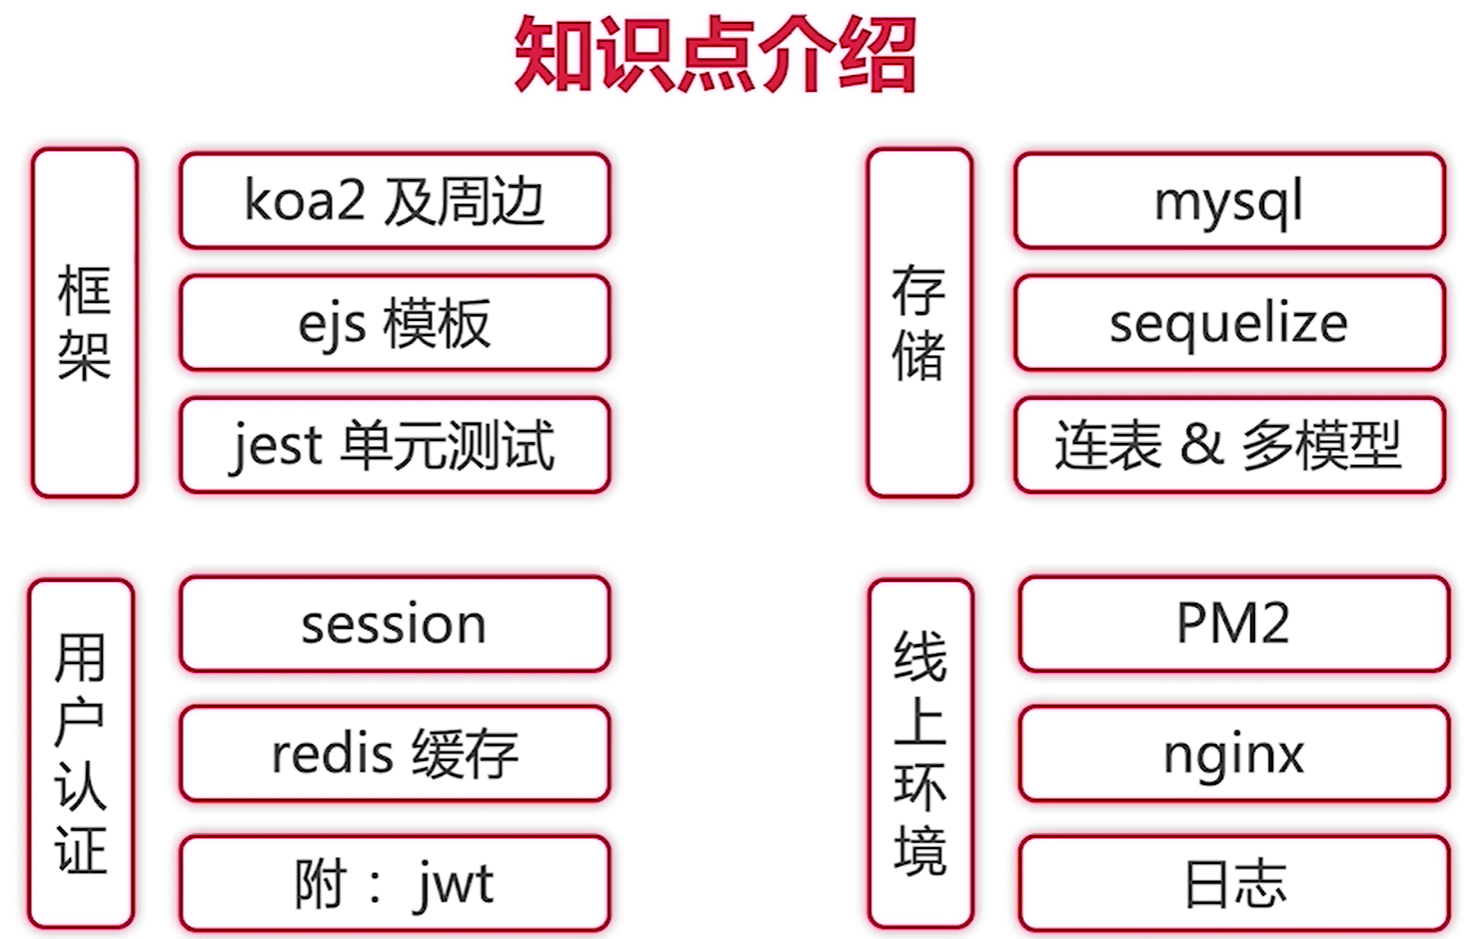 知识点介绍
框架
koa2 及周边
ejs 模板
jest 单元测试
存储
mysql
sequelize
连表 & 多模型
用户认证
session
redis 缓存
附： jwt
线上环境
PM2
nginx
日志